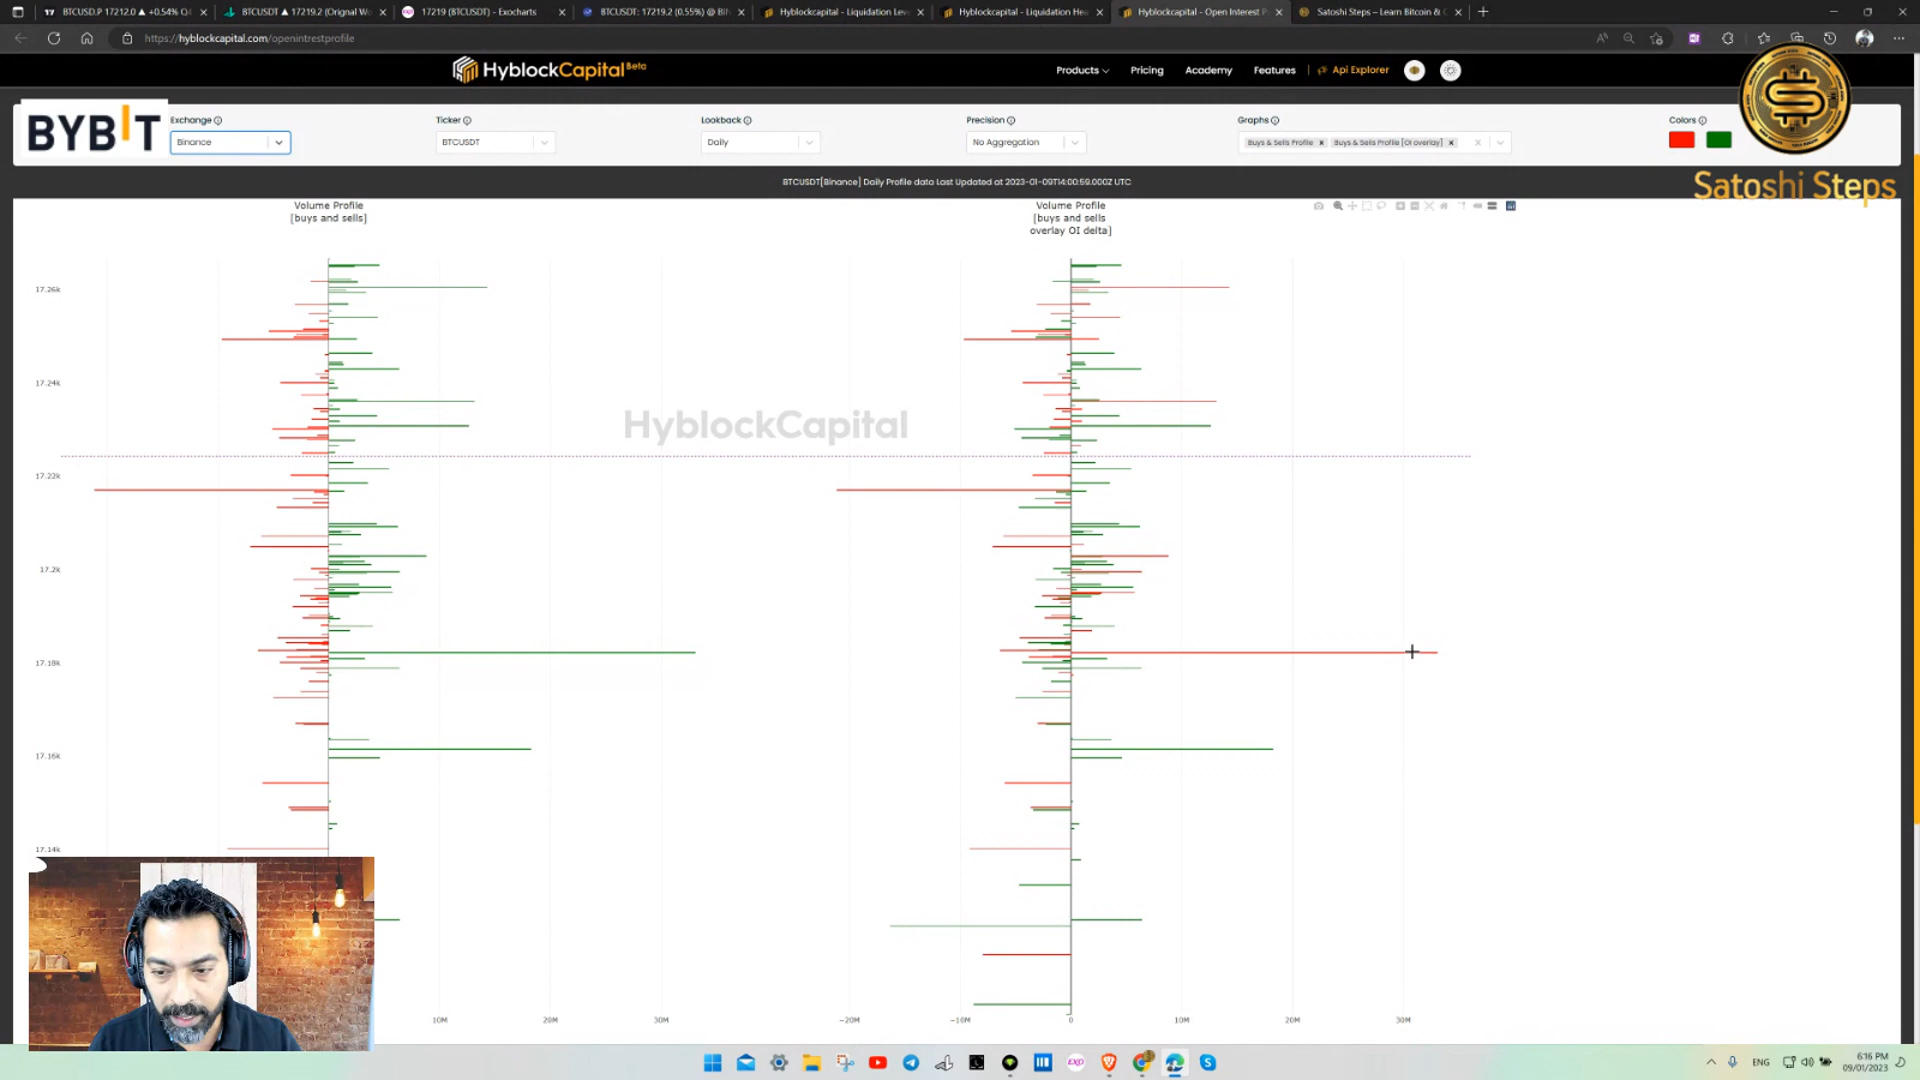 BTCUSD.P 17212.0 ▲ +0.54%
BTCUSDT ▲ 17219.2 (Orignal Wo
17219 (BTCUSDT) - Exocharts
BTCUSDT: 17219.2 (0.55%) @ BIN
Hyblockcapital - Liquidation Lev
Hyblockcapital - Liquidation Hea
Hyblockcapital - Open Interest P
Satoshi Steps – Learn Bitcoin & C
https://hyblockcapital.com/openintrestprofile
HyblockCapital Beta
Products
Pricing
Academy
Features
Api Explorer
BYBIT
Exchange
Ticker
Lookback
Precision
Graphs
Colors
Binance
BTCUSDT
Daily
No Aggregation
Buys & Sells Profile
Buys & Sells Profile [OI overlay]
BTCUSDT[Binance] Daily Profile data Last Updated at 2023-01-09T14:00:59.000Z UTC
Satoshi Steps
Volume Profile
[buys and sells]
Volume Profile
[buys and sells
overlay OI delta]
17.26k
17.24k
HyblockCapital
17.22k
17.2k
17.18k
17.16k
17.14k
10M
20M
30M
−20M
−10M
0
10M
20M
30M
EXO
ENG
6:16 PM
09/01/2023